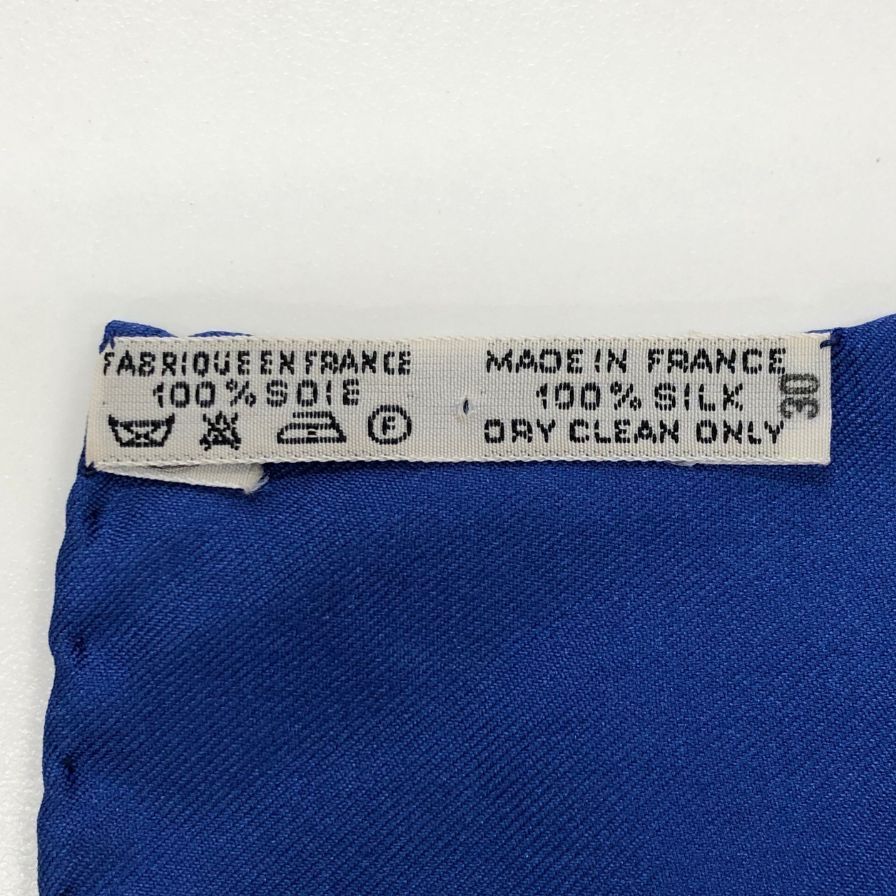 FABRIQUE EN FRANCE
100% SOIE
F
MADE IN FRANCE
100% SILK
DRY CLEAN ONLY
30